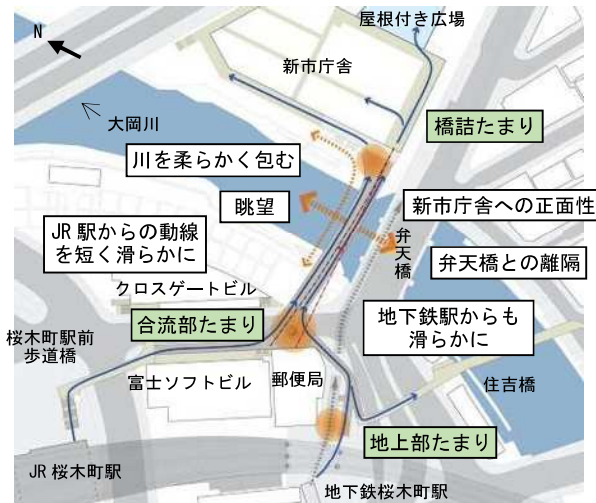 屋根付き広場
N
新市庁舎
大岡川
橋詰たまり
川を柔らかく包む
眺望
新市庁舎への正面性
JR駅からの動線
を短く滑らかに
弁天橋
弁天橋との離隔
クロスゲートビル
合流部たまり
地下鉄駅からも
滑らかに
桜木町駅前
歩道橋
富士ソフトビル
郵便局
住吉橋
地上部たまり
JR桜木町駅
地下鉄桜木町駅